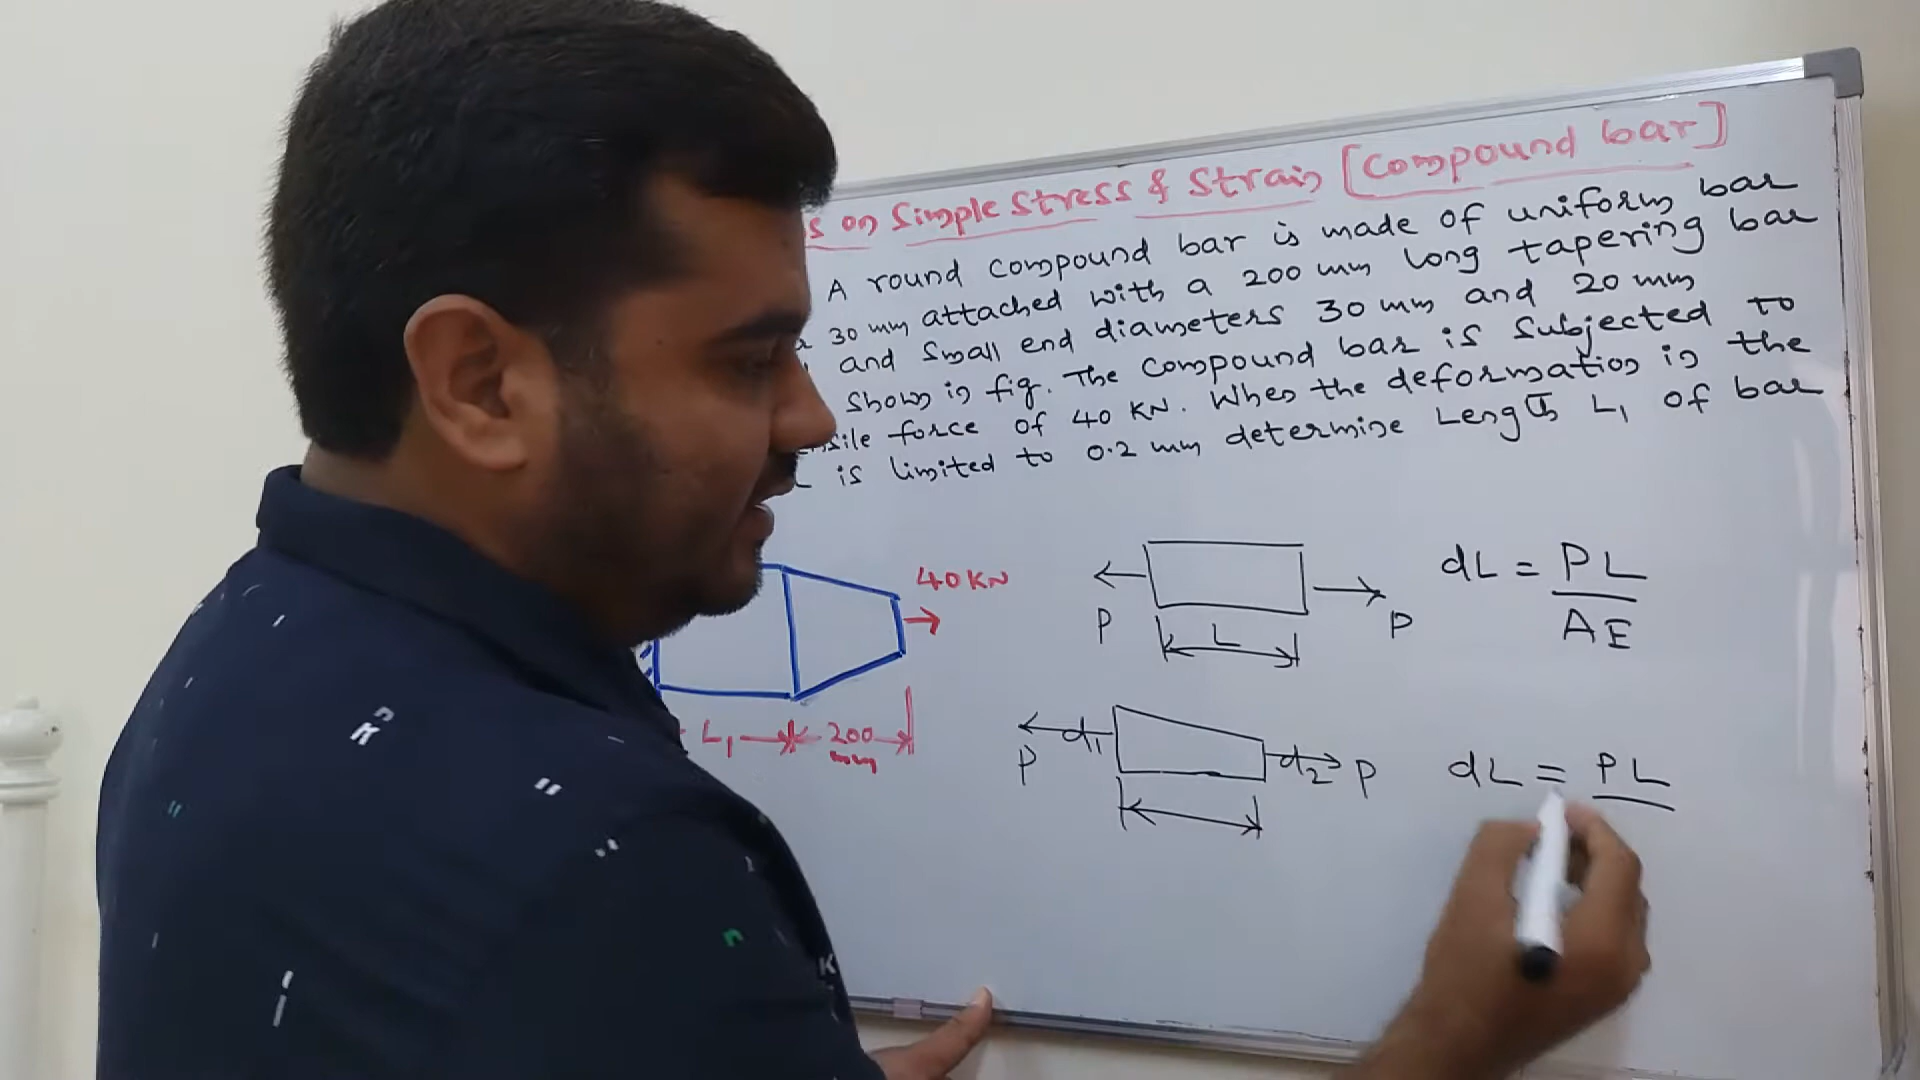 s on Simple Stress & Strain [Compound bar]
A round compound bar is made of uniform bar
30 mm attached with a 200 mm long tapering bar
and small end diameters 30 mm and 20 mm
shown in fig. The compound bar is subjected to
sile force of 40 KN. When the deformation in the
is limited to 0.2 mm determine Length L₁ of bar
40 KN
L₁ 200 mm
P P
L
dL = PL / AE
d₁ d₂
P P
dL = PL
K
K